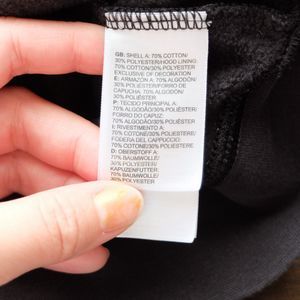 GB: SHELL A: 70% COTTON/
30% POLYESTER/HOOD LINING:
70% COTTON/30% POLYESTER
EXCLUSIVE OF DECORATION
E: ARMAZÓN A: 70% ALGODÓN/
30% POLIÉSTER/FORRO DE
CAPUCHA. 70% ALGODÓN/
30% POLIÉSTER
P: TECIDO PRINCIPAL A:
70% ALGODÃO/30% POLIÉSTER
FORRO DO CAPUZ:
70% ALGODÃO/30% POLIÉSTER
I: RIVESTIMENTO A:
70% COTONE/30% POLIESTERE/
FODERA DEL CAPPUCCIO:
70% COTONE/30% POLIESTERE
D: OBERSTOFF A:
70% BAUMWOLLE/
30% POLYESTER/
KAPUZENFUTTER:
70% BAUMWOLLE/
30% POLYESTER